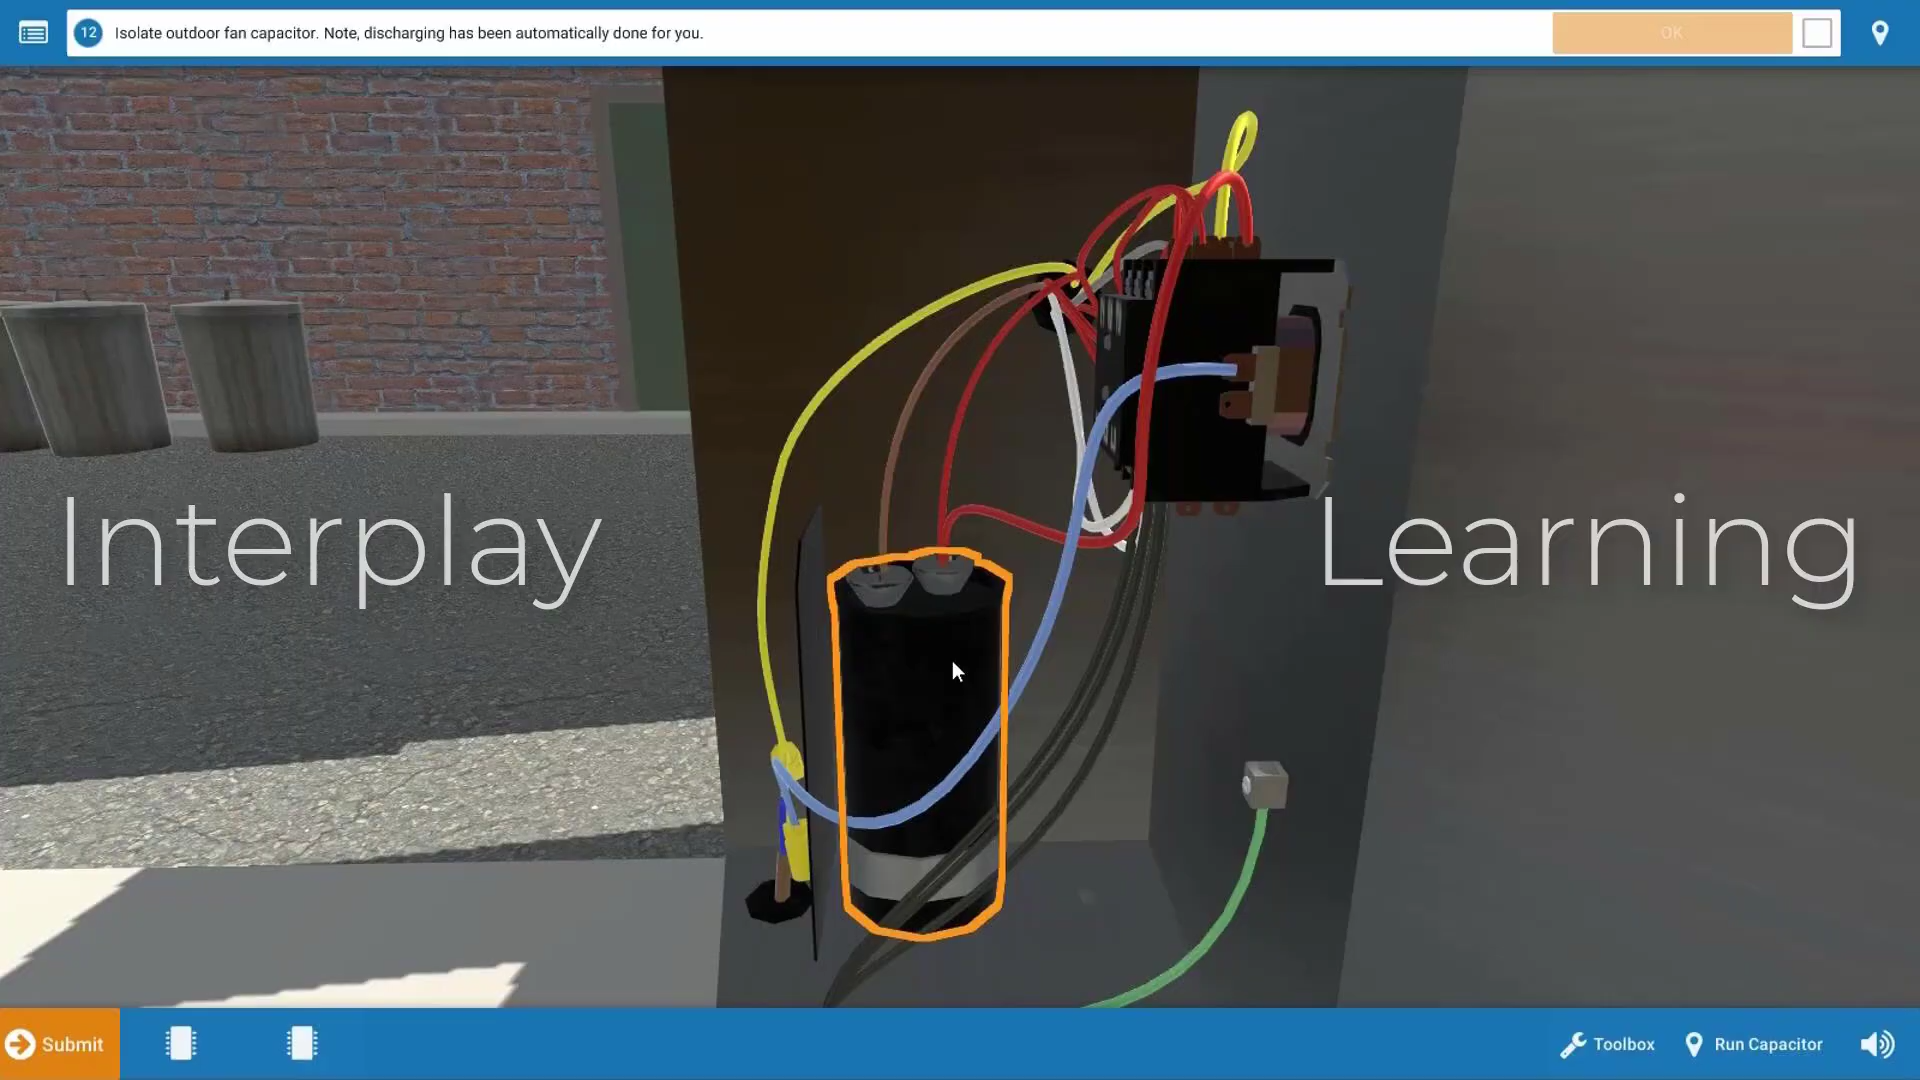 12 Isolate outdoor fan capacitor. Note, discharging has been automatically done for you. OK
Interplay Learning
Submit Toolbox Run Capacitor